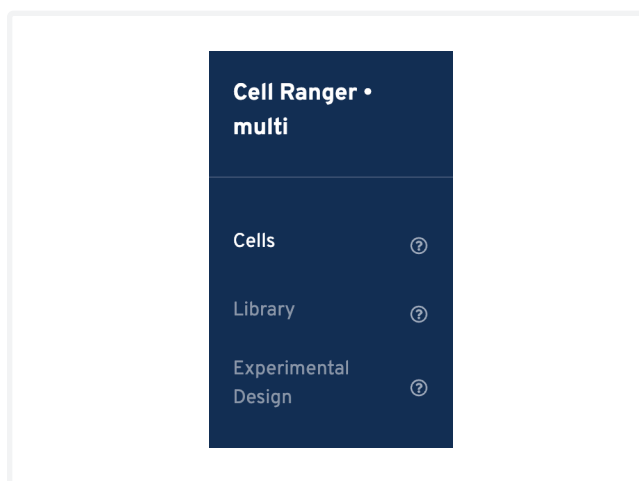 Cell Ranger •
multi
Cells
?
Library
?
Experimental
Design
?